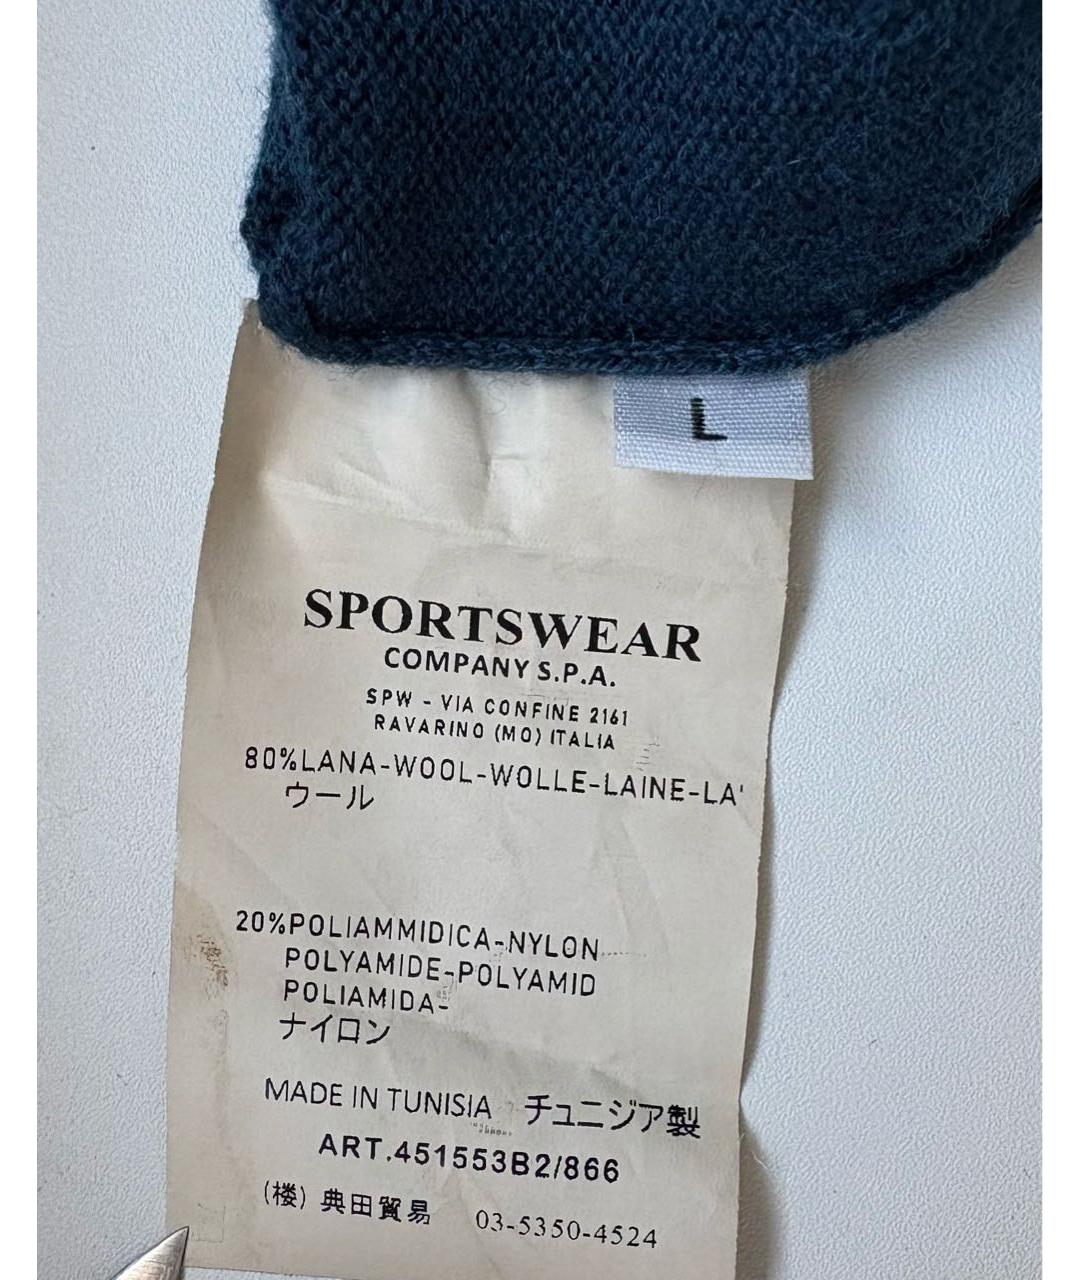 L
SPORTSWEAR
COMPANY S.P.A.
SPW - VIA CONFINE 2161
RAVARINO (MO) ITALIA
80%LANA-WOOL-WOLLE-LAINE-LA'
ウール
20%POLIAMMIDICA-NYLON
POLYAMIDE-POLYAMID
POLIAMIDA-
ナイロン
MADE IN TUNISIA チュニジア製
ART.451553B2/866
(楼) 典田貿易 03-5350-4524